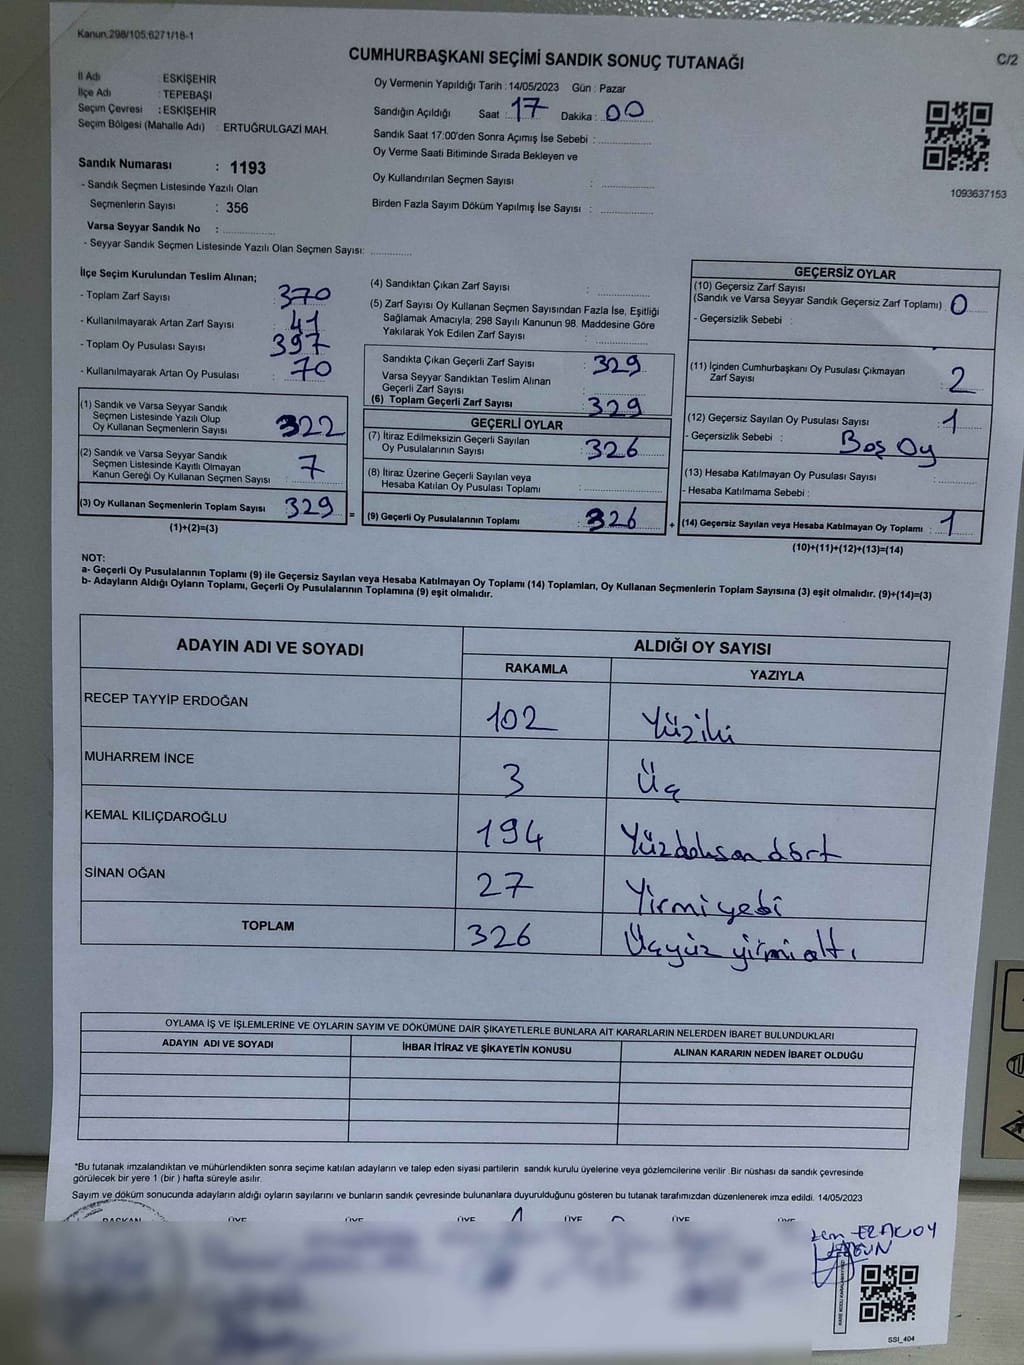 Kanun.298/105,6271/18-1
CUMHURBAŞKANI SEÇİMİ SANDIK SONUÇ TUTANAĞI
C/2
İl Adı : ESKİŞEHİR
İlçe Adı : TEPEBAŞI
Seçim Çevresi : ESKİŞEHİR
Seçim Bölgesi (Mahalle Adı) : ERTUĞRULGAZİ MAH.
Sandık Numarası : 1193
- Sandık Seçmen Listesinde Yazılı Olan
Seçmenlerin Sayısı : 356
Varsa Seyyar Sandık No :
- Seyyar Sandık Seçmen Listesinde Yazılı Olan Seçmen Sayısı:
Oy Vermenin Yapıldığı Tarih : 14/05/2023 Gün : Pazar
Sandığın Açıldığı Saat : 17 Dakika : 00
Sandık Saat 17:00'den Sonra Açımış İse Sebebi :
Oy Verme Saati Bitiminde Sırada Bekleyen ve
Oy Kullandırılan Seçmen Sayısı :
Birden Fazla Sayım Döküm Yapılmış İse Sayısı :
1093637153
İlçe Seçim Kurulundan Teslim Alınan;
- Toplam Zarf Sayısı : 370
- Kullanılmayarak Artan Zarf Sayısı : 41
- Toplam Oy Pusulası Sayısı : 397
- Kullanılmayarak Artan Oy Pusulası : 70
(1) Sandık ve Varsa Seyyar Sandık
Seçmen Listesinde Yazılı Olup
Oy Kullanan Seçmenlerin Sayısı : 322
(2) Sandık ve Varsa Seyyar Sandık
Seçmen Listesinde Kayıtlı Olmayan
Kanun Gereği Oy Kullanan Seçmen Sayısı : 7
(3) Oy Kullanan Seçmenlerin Toplam Sayısı : 329 =
(1)+(2)=(3)
(4) Sandıktan Çıkan Zarf Sayısı :
(5) Zarf Sayısı Oy Kullanan Seçmen Sayısından Fazla İse, Eşitliği
Sağlamak Amacıyla; 298 Sayılı Kanunun 98. Maddesine Göre
Yakılarak Yok Edilen Zarf Sayısı :
Sandıkta Çıkan Geçerli Zarf Sayısı : 329
Varsa Seyyar Sandıktan Teslim Alınan
Geçerli Zarf Sayısı :
(6) Toplam Geçerli Zarf Sayısı : 329
GEÇERLİ OYLAR
(7) İtiraz Edilmeksizin Geçerli Sayılan
Oy Pusulalarının Sayısı : 326
(8) İtiraz Üzerine Geçerli Sayılan veya
Hesaba Katılan Oy Pusulası Toplamı :
(9) Geçerli Oy Pusulalarının Toplamı : 326 +
GEÇERSİZ OYLAR
(10) Geçersiz Zarf Sayısı
(Sandık ve Varsa Seyyar Sandık Geçersiz Zarf Toplamı) : 0
- Geçersizlik Sebebi :
(11) İçinden Cumhurbaşkanı Oy Pusulası Çıkmayan
Zarf Sayısı : 2
(12) Geçersiz Sayılan Oy Pusulası Sayısı : 1
- Geçersizlik Sebebi : Boş Oy
(13) Hesaba Katılmayan Oy Pusulası Sayısı :
- Hesaba Katılmama Sebebi :
(14) Geçersiz Sayılan veya Hesaba Katılmayan Oy Toplamı : 1
(10)+(11)+(12)+(13)=(14)
NOT:
a- Geçerli Oy Pusulalarının Toplamı (9) ile Geçersiz Sayılan veya Hesaba Katılmayan Oy Toplamı (14) Toplamları, Oy Kullanan Seçmenlerin Toplam Sayısına (3) eşit olmalıdır. (9)+(14)=(3)
b- Adayların Aldığı Oyların Toplamı, Geçerli Oy Pusulalarının Toplamına (9) eşit olmalıdır.
ADAYIN ADI VE SOYADI ALDIĞI OY SAYISI
RAKAMLA YAZIYLA
RECEP TAYYİP ERDOĞAN 102 Yüziki
MUHARREM İNCE 3 Üç
KEMAL KILIÇDAROĞLU 194 Yüzdoksan dört
SİNAN OĞAN 27 Yirmi yedi
TOPLAM 326 Üçyüz yirmi altı
OYLAMA İŞ VE İŞLEMLERİNE VE OYLARIN SAYIM VE DÖKÜMÜNE DAİR ŞİKAYETLERLE BUNLARA AİT KARARLARIN NELERDEN İBARET BULUNDUKLARI
ADAYIN ADI VE SOYADI İHBAR İTİRAZ VE ŞİKAYETİN KONUSU ALINAN KARARIN NEDEN İBARET OLDUĞU
*Bu tutanak imzalandıktan ve mühürlendikten sonra seçime katılan adayların ve talep eden siyasi partilerin sandık kurulu üyelerine veya gözlemcilerine verilir .Bir nüshası da sandık çevresinde
görülecek bir yere 1 (bir ) hafta süreyle asılır.
Sayım ve döküm sonucunda adayların aldığı oyların sayılarını ve bunların sandık çevresinde bulunanlara duyurulduğunu gösteren bu tutanak tarafımızdan düzenlenerek imza edildi. 14/05/2023
BAŞKAN ÜYE ÜYE ÜYE ÜYE ÜYE ÜYE
SSI_404